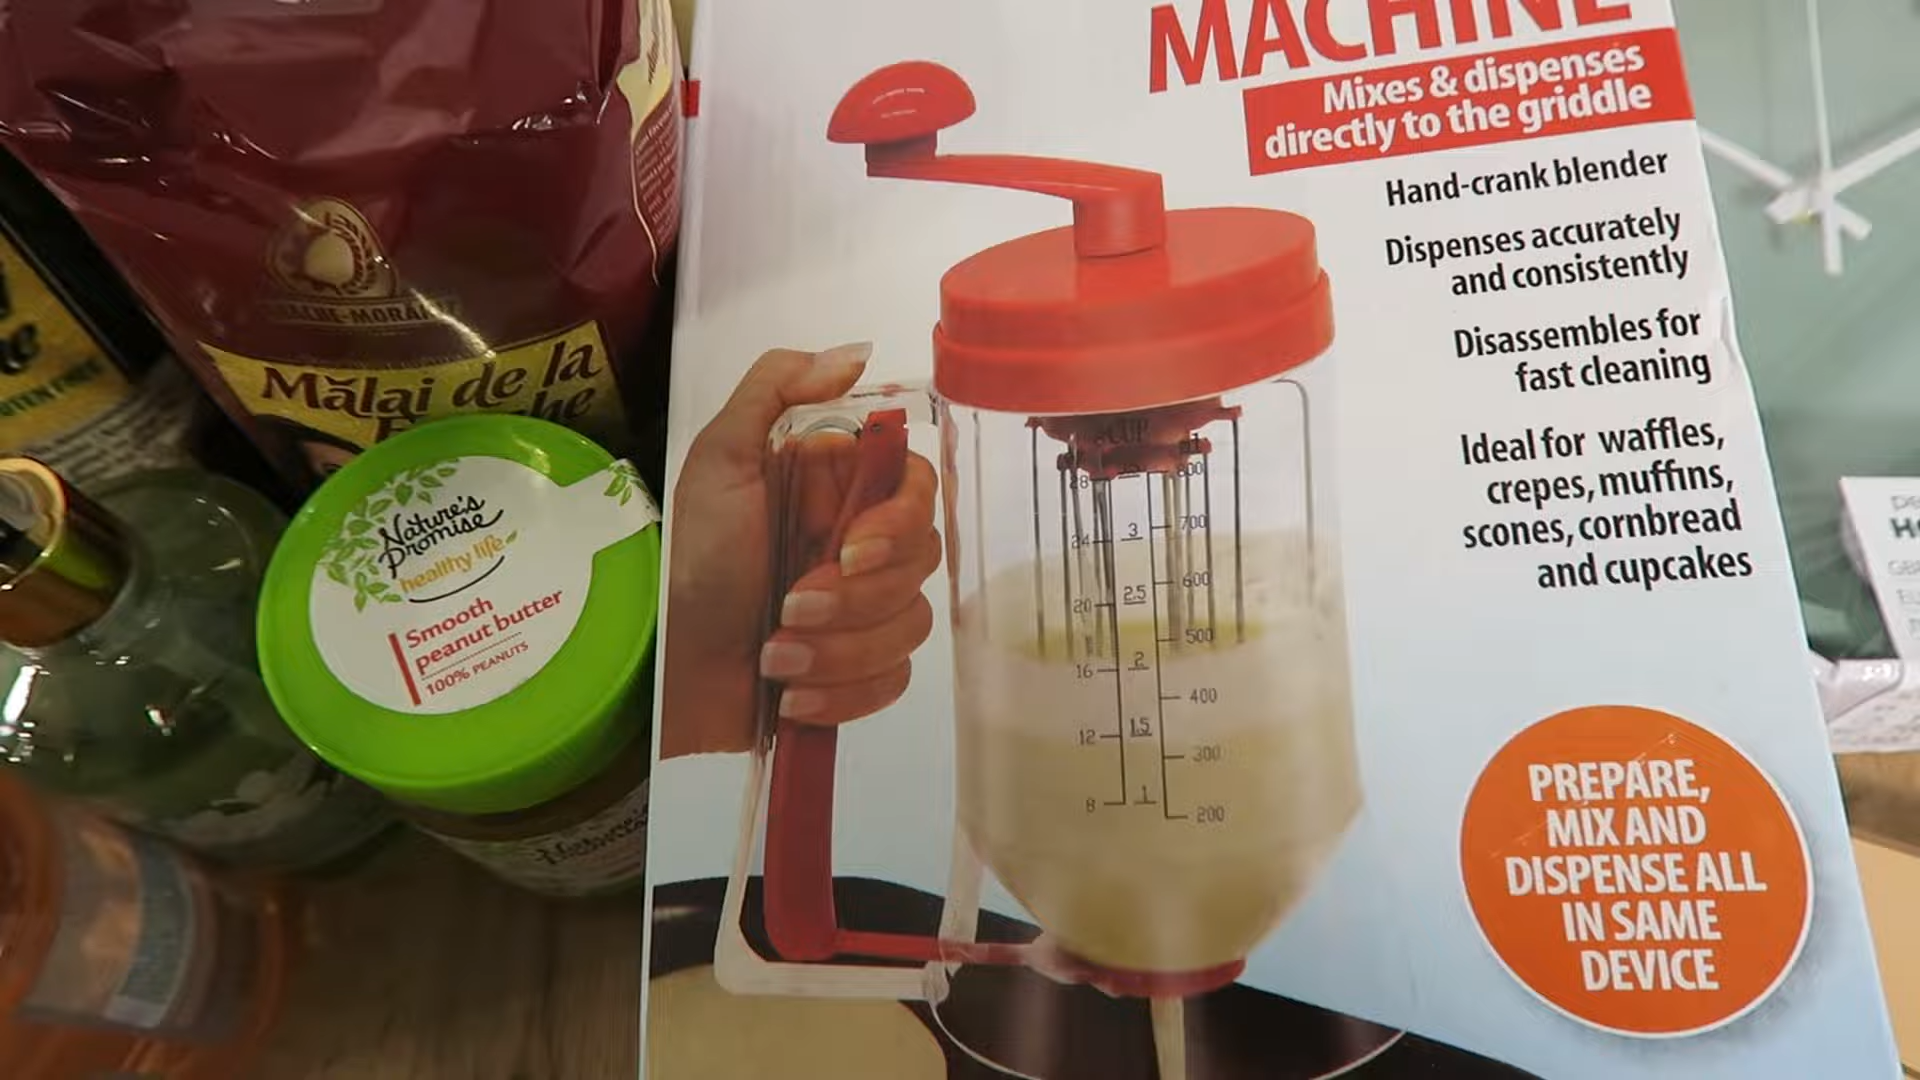 MACHINE
Mixes & dispenses
directly to the griddle
Hand-crank blender
Dispenses accurately
and consistently
Disassembles for
fast cleaning
Ideal for waffles,
crepes, muffins,
scones, cornbread
and cupcakes
PREPARE,
MIX AND
DISPENSE ALL
IN SAME
DEVICE
CUP
28
24
20
16
12
8
3
2.5
2
1.5
1
800
700
600
500
400
300
200
Mălai de la
Nature's
Promise
healthy life
Smooth
peanut butter
100% PEANUTS